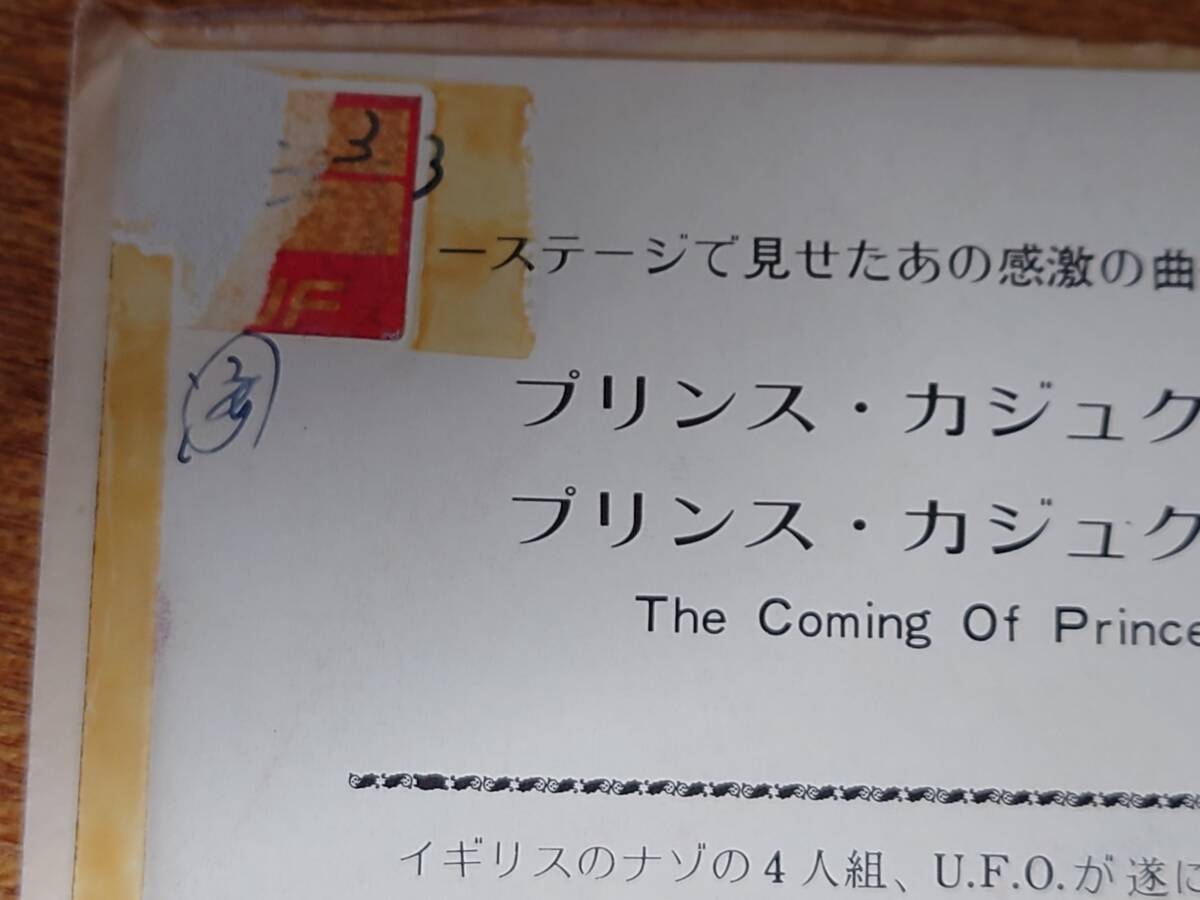 3 3
UF
ーステージで見せたあの感激の曲
プリンス・カジュク
プリンス・カジュク
The Coming Of Prince
イギリスのナゾの4人組、U.F.O.が遂に